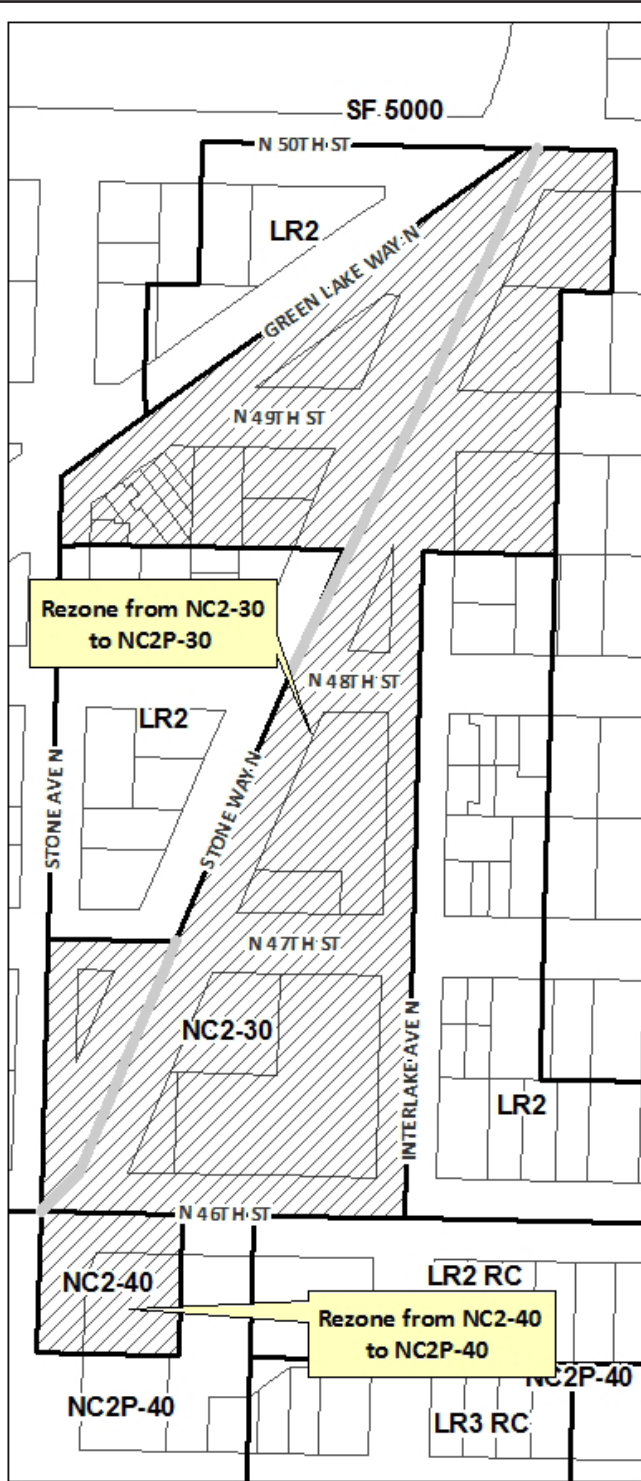 SF 5000
N 50TH ST
LR2
GREEN LAKE WAY N
N 49TH ST
Rezone from NC2-30
to NC2P-30
N 48TH ST
LR2
STONE AVE N
STONE WAY N
N 47TH ST
NC2-30
INTERLAKE AVE N
LR2
N 46TH ST
NC2-40
LR2 RC
Rezone from NC2-40
to NC2P-40
NC2P-40
NC2P-40
LR3 RC